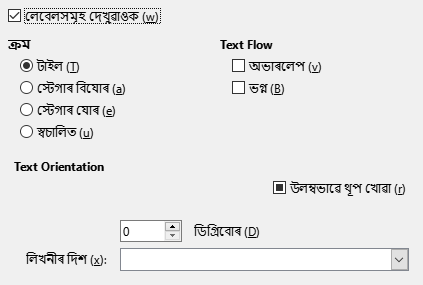 লেবেলসমূহ দেখুৱাওক (w)
ক্ৰম
Text Flow
টাইল (T)
অভাৰলেপ (v)
স্টেগাৰ বিযোৰ (a)
ভগ্ন (B)
স্টেগাৰ যোৰ (e)
স্বচালিত (u)
Text Orientation
উলম্বভাৱে থূপ খোৱা (r)
0
ডিগ্ৰিবোৰ (D)
লিখনীৰ দিশ (x):